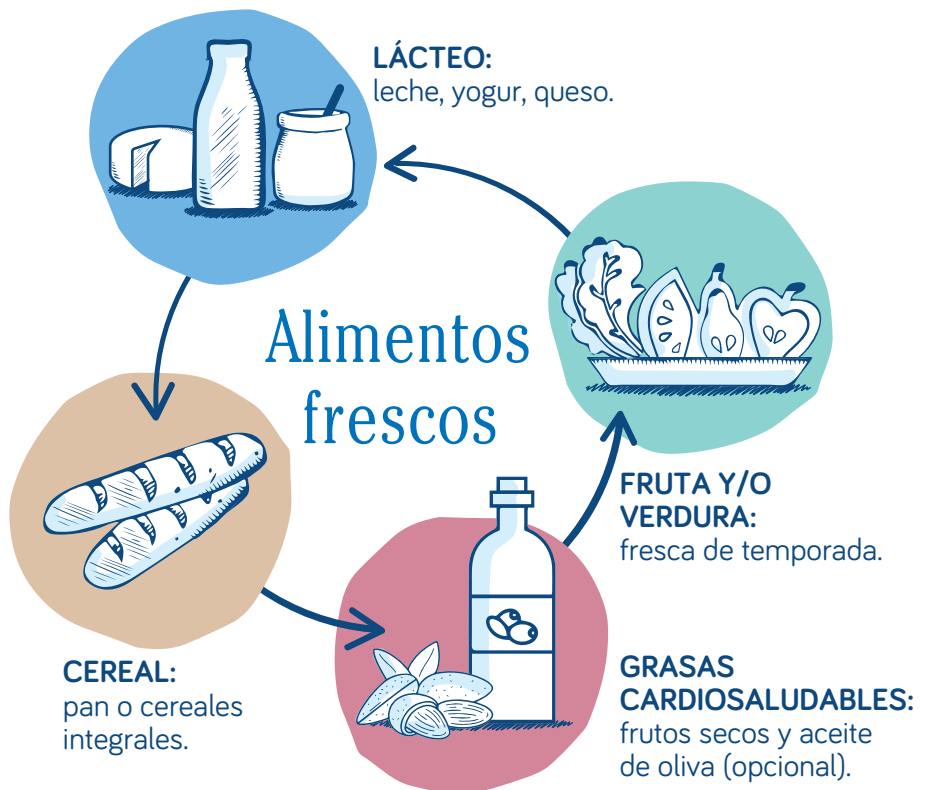 LÁCTEO:
leche, yogur, queso.
Alimentos
frescos
FRUTA Y/O
VERDURA:
fresca de temporada.
CEREAL:
pan o cereales
integrales.
GRASAS
CARDIOSALUDABLES:
frutos secos y aceite
de oliva (opcional).